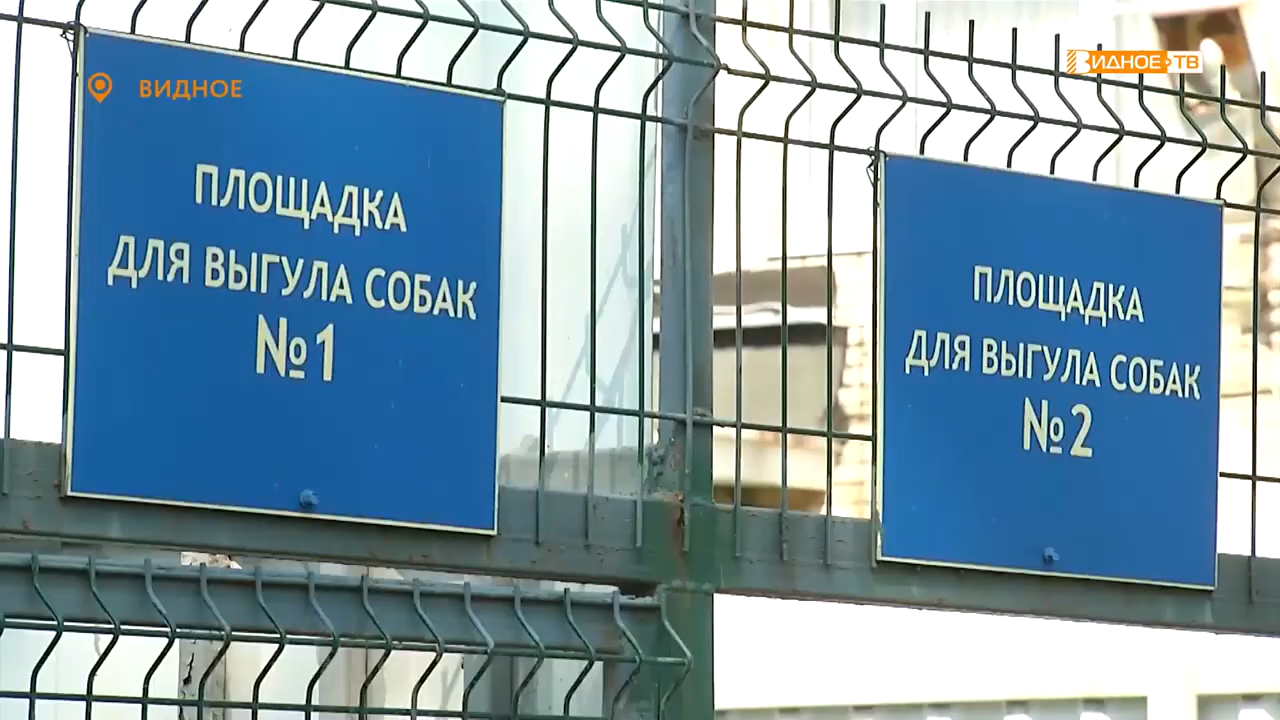 ВИДНОЕ
ВИДНОЕ ТВ
ПЛОЩАДКА
ДЛЯ ВЫГУЛА СОБАК
№1
ПЛОЩАДКА
ДЛЯ ВЫГУЛА СОБАК
№2